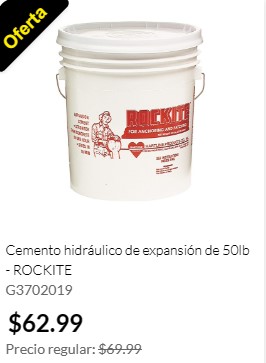 Oferta
ROCKITE
FOR ANCHORING AND PATCHING
Cemento hidráulico de expansión de 50lb
- ROCKITE
G3702019
$62.99
Precio regular: $69.99